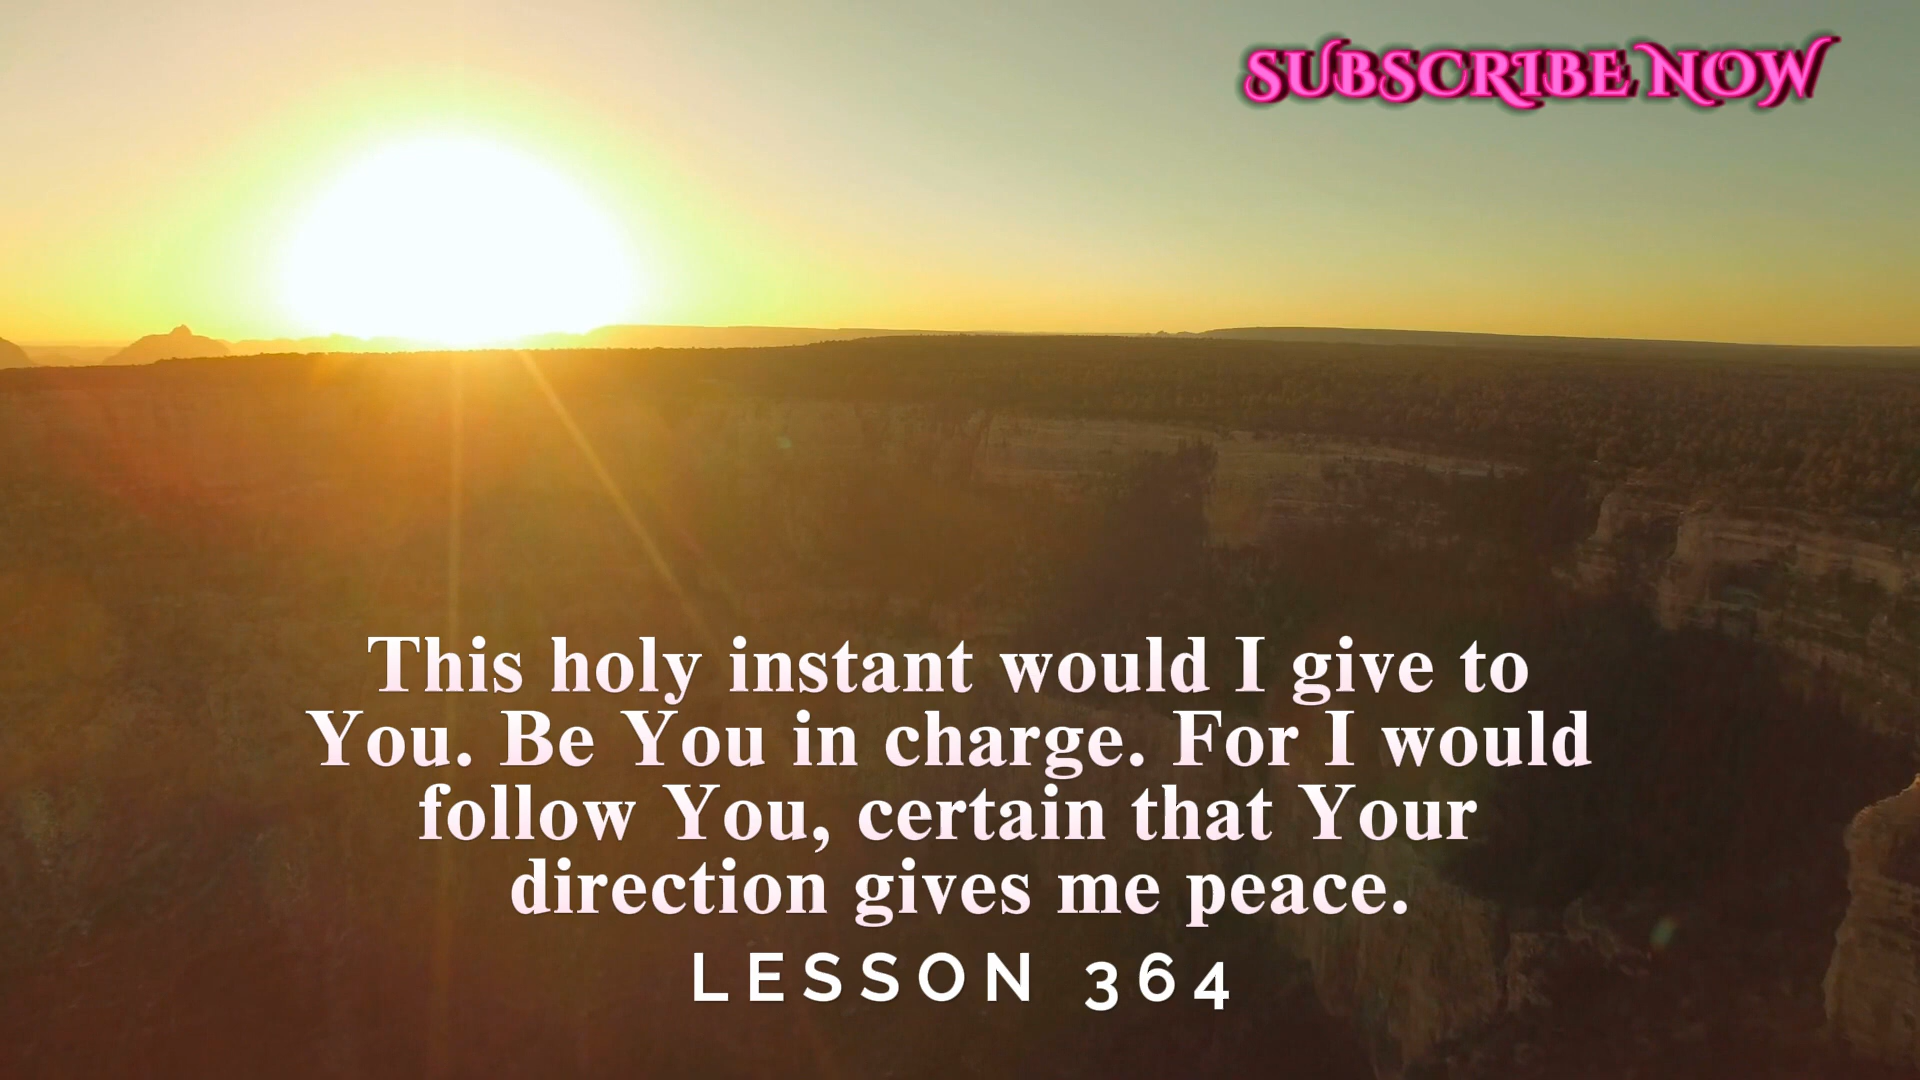 SUBSCRIBE NOW
This holy instant would I give to
You. Be You in charge. For I would
follow You, certain that Your
direction gives me peace.
LESSON 364